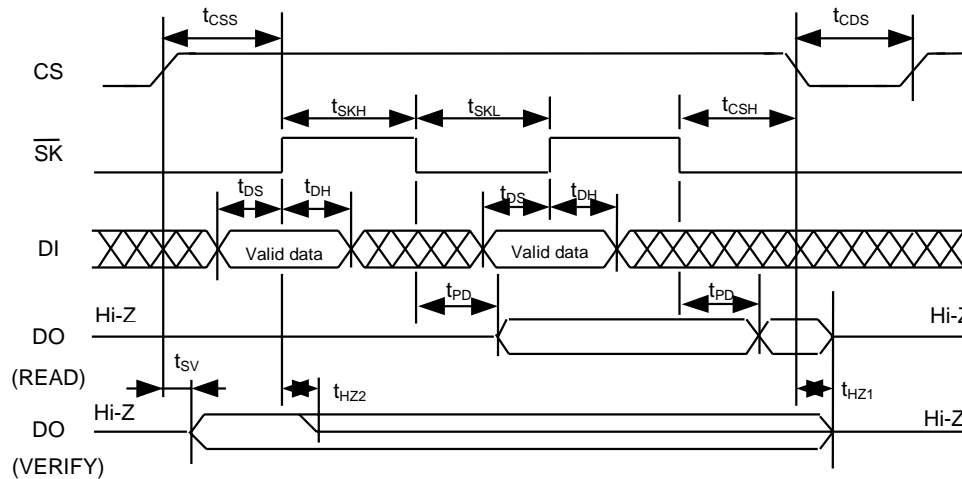 tCSS
tCDS
CS
tSKH
tSKL
tCSH
SK
tDS
tDH
tDS
tDH
DI
Valid data
Valid data
tPD
tPD
Hi-Z
Hi-Z
DO
(READ)
tSV
tHZ2
tHZ1
Hi-Z
Hi-Z
DO
(VERIFY)